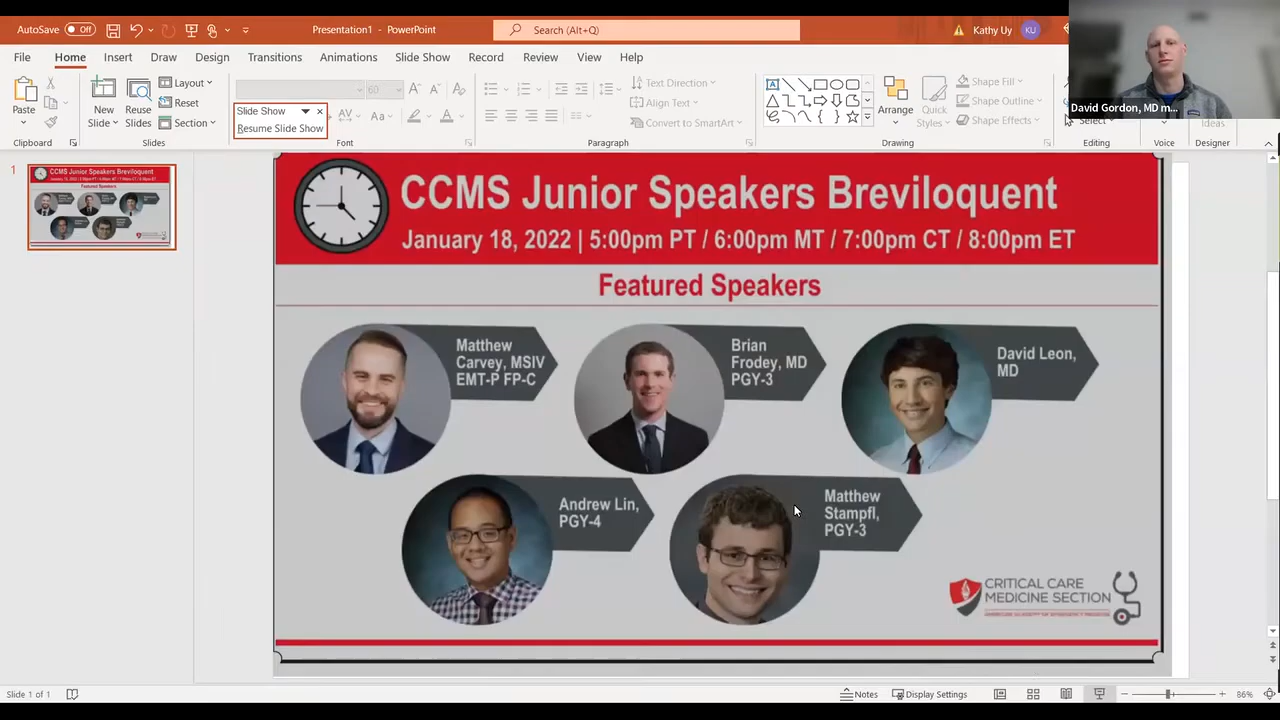 AutoSave Off
Presentation1 - PowerPoint
Search (Alt+Q)
Kathy Uy KU
David Gordon, MD m...
File Home Insert Draw Design Transitions Animations Slide Show Record Review View Help
Paste
New Slide
Reuse Slides
Layout
Reset
Section
60
Slide Show
Resume Slide Show
Aa
A
Text Direction
Align Text
Convert to SmartArt
Arrange
Quick Styles
Shape Fill
Shape Outline
Shape Effects
Select
Ideas
Clipboard Slides Font Paragraph Drawing Editing Voice Designer
1
CCMS Junior Speakers Breviloquent
January 18, 2022 | 5:00pm PT / 6:00pm MT / 7:00pm CT / 8:00pm ET
Featured Speakers
Matthew
Carvey, MSIV
EMT-P FP-C
Brian
Frodey, MD
PGY-3
David Leon,
MD
Andrew Lin,
PGY-4
Matthew
Stampfl,
PGY-3
CRITICAL CARE
MEDICINE SECTION
Slide 1 of 1
Notes
Display Settings
86%